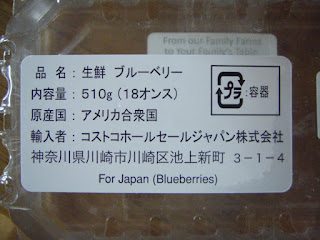 From our Family Farms
to Your Family's Table
品 名：生鮮 ブルーベリー
内容量：510g（18オンス）
原産国：アメリカ合衆国
輸入者：コストコホールセールジャパン株式会社
神奈川県川崎市川崎区池上新町 ３－１－４
For Japan (Blueberries)
プラ
：容器